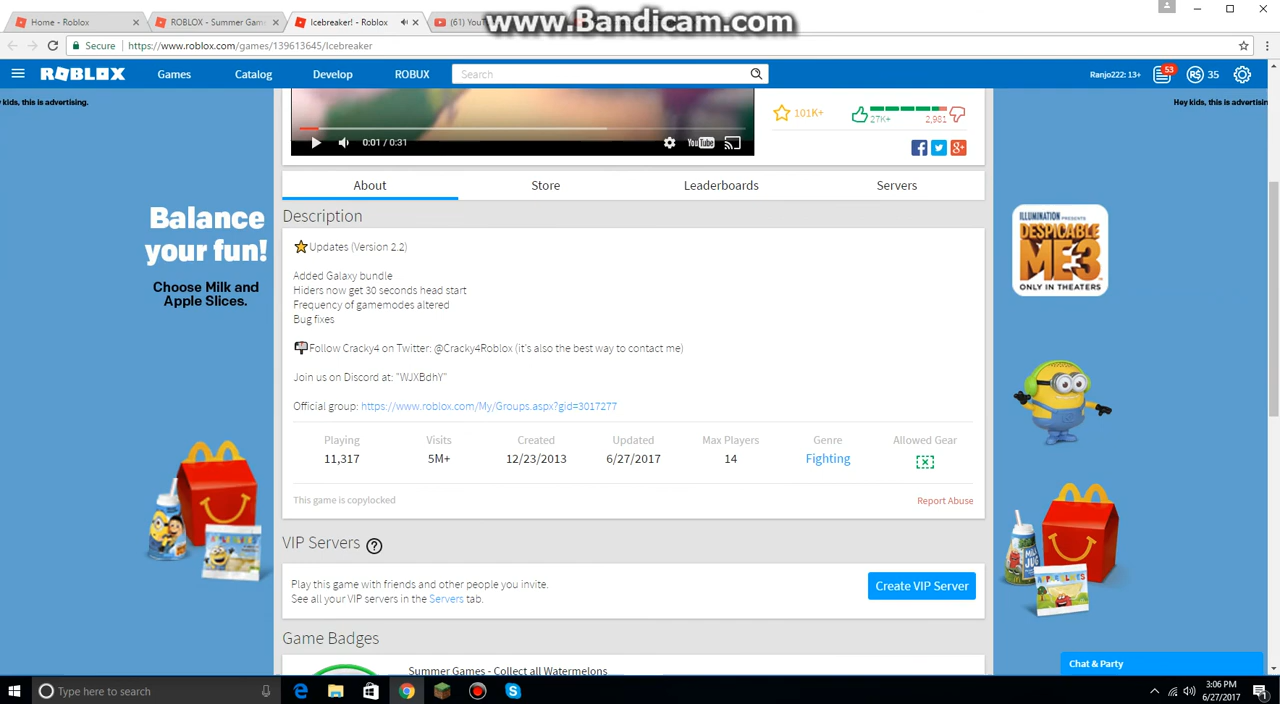 www.Bandicam.com
Home - Roblox
ROBLOX - Summer Gam
Icebreaker! - Roblox
Secure
https://www.roblox.com/games/139613645/Icebreaker
ROBLOX
Games
Catalog
Develop
ROBUX
Search
Ranjo222: 13+
53
R$ 35
kids, this is advertising.
Hey kids, this is advertisin
0:01 / 0:31
YouTube
101K+
27K+
2,981
About
Store
Leaderboards
Servers
Balance
your fun!
Choose Milk and
Apple Slices.
Description
Updates (Version 2.2)
Added Galaxy bundle
Hiders now get 30 seconds head start
Frequency of gamemodes altered
Bug fixes
Follow Cracky4 on Twitter: @Cracky4Roblox (it's also the best way to contact me)
Join us on Discord at: "WJXBdhY"
Official group: https://www.roblox.com/My/Groups.aspx?gid=3017277
Playing
Visits
Created
Updated
Max Players
Genre
Allowed Gear
11,317
5M+
12/23/2013
6/27/2017
14
Fighting
This game is copylocked
Report Abuse
ILLUMINATION PRESENTS
DESPICABLE
ME3
ONLY IN THEATERS
VIP Servers
Play this game with friends and other people you invite.
See all your VIP servers in the Servers tab.
Create VIP Server
Game Badges
Summer Games - Collect all Watermelons
Chat & Party
Type here to search
3:06 PM
6/27/2017